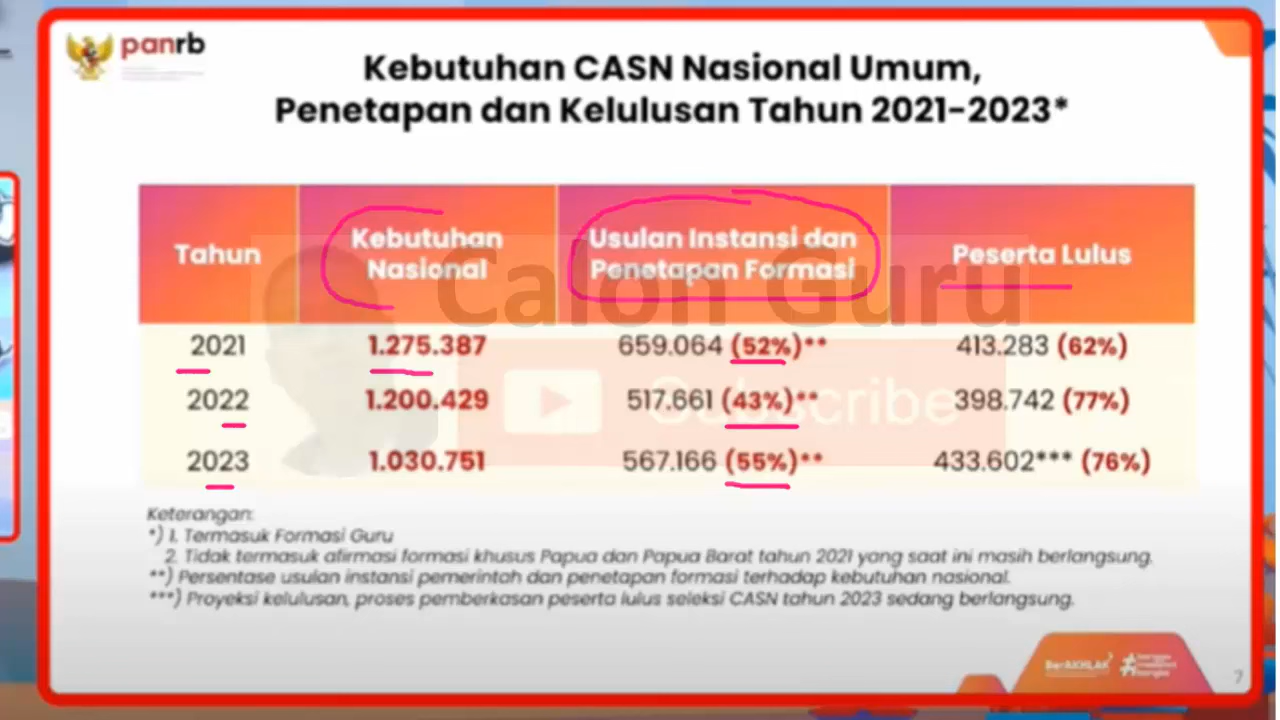 panrb
Kebutuhan CASN Nasional Umum,
Penetapan dan Kelulusan Tahun 2021-2023*
Tahun
Kebutuhan
Nasional
Usulan Instansi dan
Penetapan Formasi
Peserta Lulus
Calon Guru
2021 1.275.387 659.064 (52%)** 413.283 (62%)
2022 1.200.429 517.661 (43%)** 398.742 (77%)
Subscribe
2023 1.030.751 567.166 (55%)** 433.602*** (76%)
Keterangan:
*) 1. Termasuk Formasi Guru
2. Tidak termasuk afirmasi formasi khusus Papua dan Papua Barat tahun 2021 yang saat ini masih berlangsung.
**) Persentase usulan instansi pemerintah dan penetapan formasi terhadap kebutuhan nasional.
***) Proyeksi kelulusan, proses pemberkasan peserta lulus seleksi CASN tahun 2023 sedang berlangsung.
BerAKHLAK
7